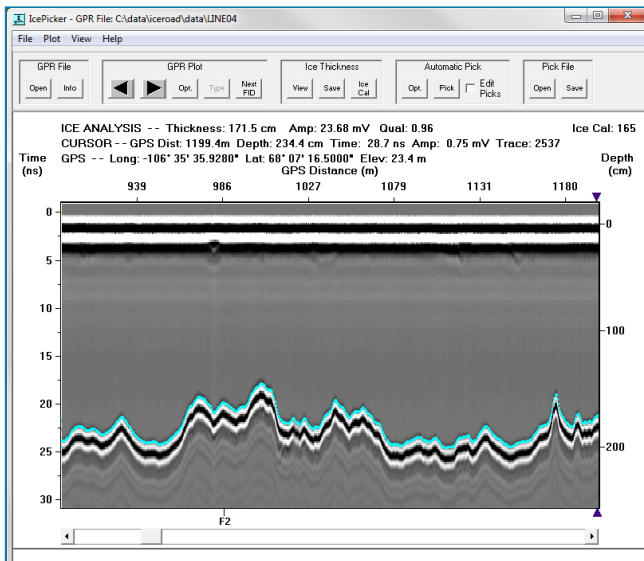 IcePicker - GPR File: C:\data\iceroad\data\LINE04
File Plot View Help
GPR File GPR Plot Ice Thickness Automatic Pick Pick File
Open Info Opt. Type Next FID View Save Ice Cal Opt. Pick Edit Picks Open Save
ICE ANALYSIS -- Thickness: 171.5 cm Amp: 23.68 mV Qual: 0.96 Ice Cal: 165
CURSOR -- GPS Dist: 1199.4m Depth: 234.4 cm Time: 28.7 ns Amp: 0.75 mV Trace: 2537
GPS -- Long: -106° 35' 35.9280" Lat: 68° 07' 16.5000" Elev: 23.4 m
Time (ns) GPS Distance (m) Depth (cm)
939 986 1027 1079 1131 1180
0 0
5
10
100
15
20
200
25
30
F2